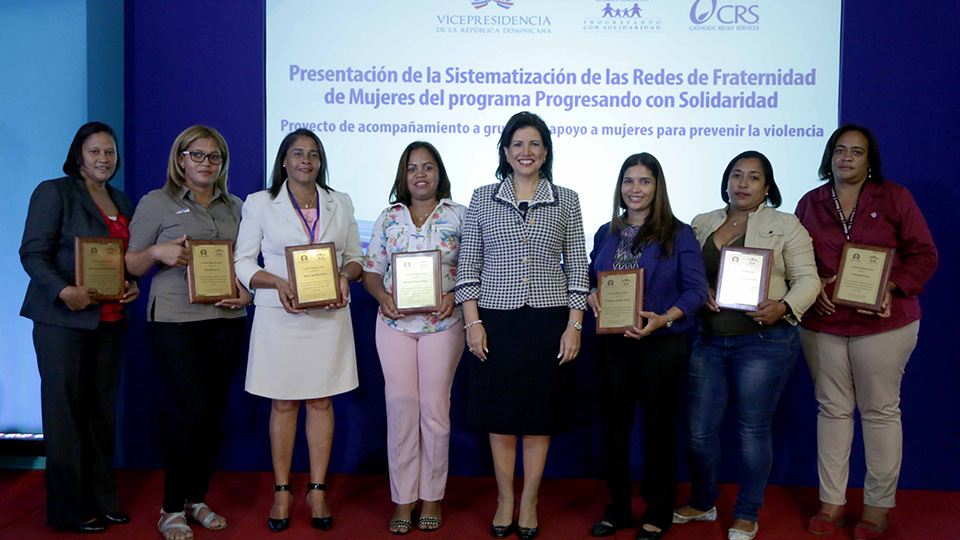 VICEPRESIDENCIA
DE LA REPÚBLICA DOMINICANA
PROGRESANDO
CON SOLIDARIDAD
CRS
CATHOLIC RELIEF SERVICES
Presentación de la Sistematización de las Redes de Fraternidad
de Mujeres del programa Progresando con Solidaridad
Proyecto de acompañamiento a apoyo a mujeres para prevenir la violencia